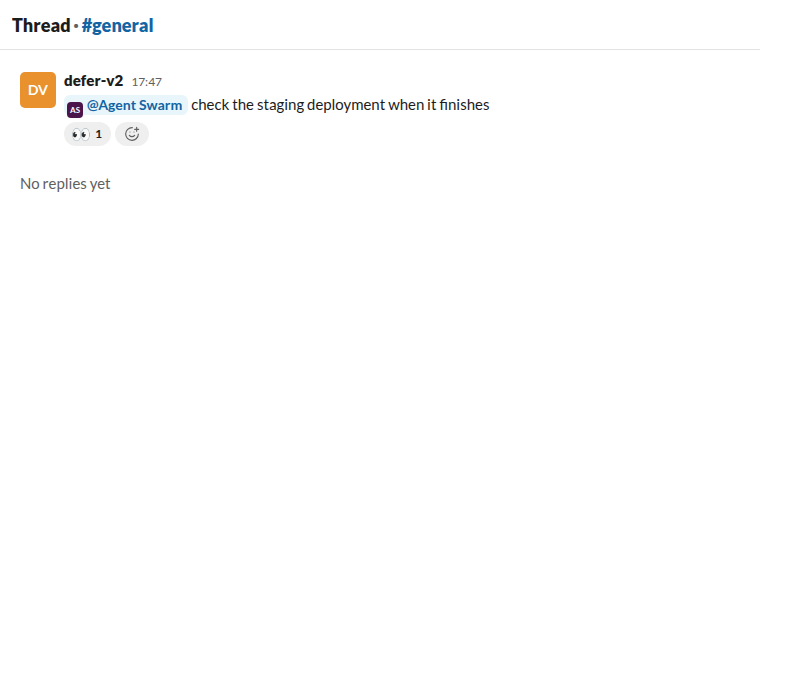 Thread • #general
DV
defer-v2 17:47
AS @Agent Swarm check the staging deployment when it finishes
👀 1
No replies yet